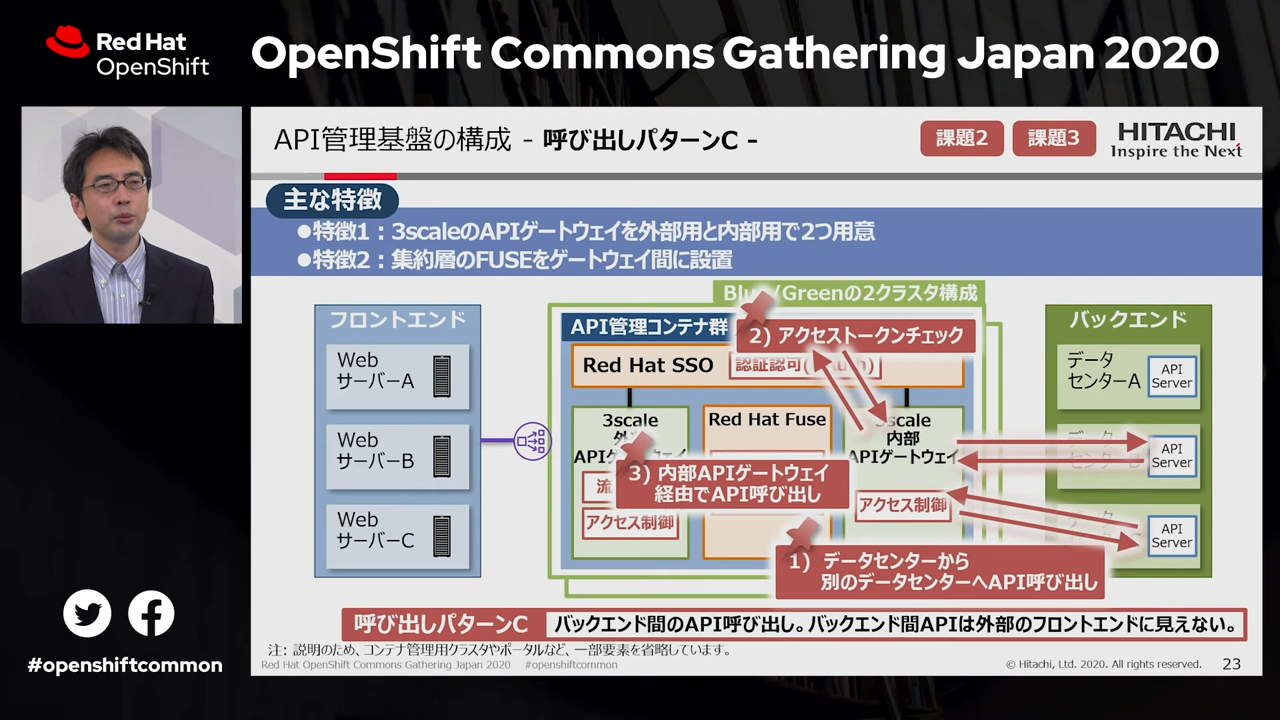 Red Hat
OpenShift
OpenShift Commons Gathering Japan 2020
API管理基盤の構成 - 呼び出しパターンC -
課題2
課題3
HITACHI
Inspire the Next
主な特徴
●特徴1：3scaleのAPIゲートウェイを外部用と内部用で2つ用意
●特徴2：集約層のFUSEをゲートウェイ間に設置
/Greenの2クラスタ構成
フロントエンド
Web
サーバーA
Web
サーバーB
Web
サーバーC
API管理コンテナ群
2) アクセストークンチェック
Red Hat SSO
認証認可
3scale
APIゲートウェイ
アクセス制御
Red Hat Fuse
内部
APIゲートウェイ
アクセス制御
3) 内部APIゲートウェイ
経由でAPI呼び出し
1) データセンターから
別のデータセンターへAPI呼び出し
バックエンド
データ
センターA
API
Server
API
Server
API
Server
呼び出しパターンC
バックエンド間のAPI呼び出し。バックエンド間APIは外部のフロントエンドに見えない。
注: 説明のため、コンテナ管理用クラスタやポータルなど、一部要素を省略しています。
Red Hat OpenShift Commons Gathering Japan 2020 #openshiftcommon
© Hitachi, Ltd. 2020. All rights reserved.
23
#openshiftcommon